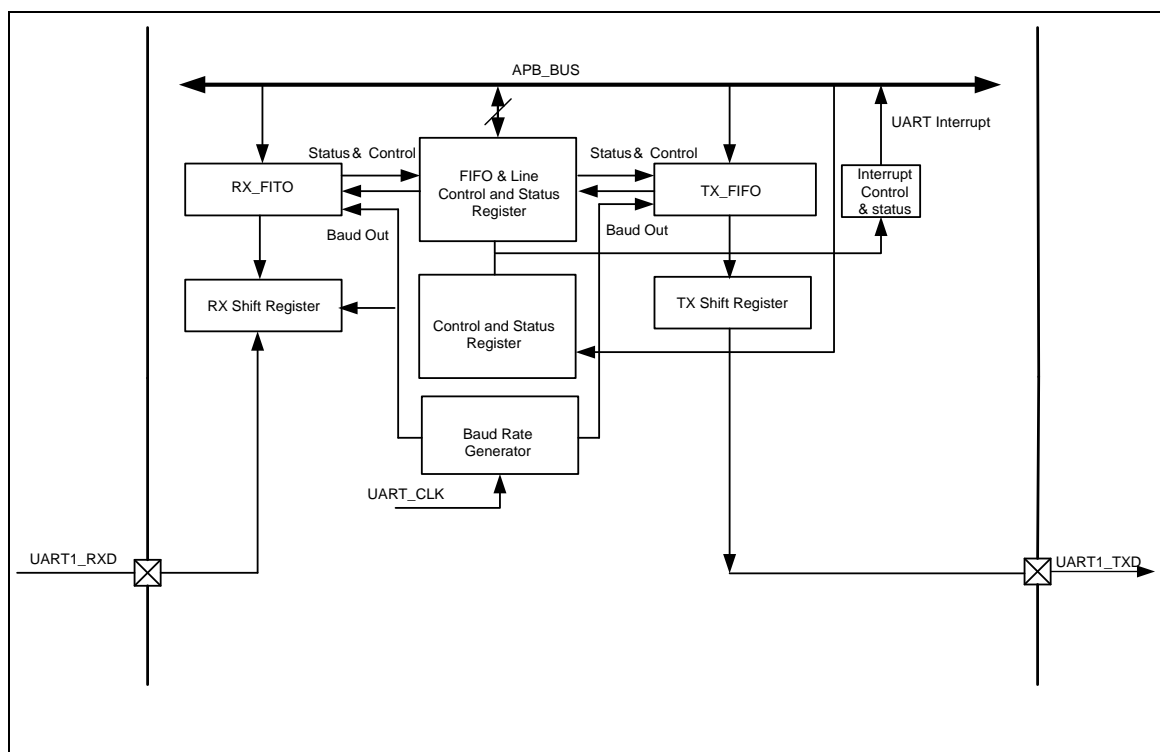 APB_BUS
UART Interrupt
Status & Control
Status & Control
RX_FITO
FIFO & Line
Control and Status
Register
TX_FIFO
Interrupt
Control
& status
Baud Out
Baud Out
RX Shift Register
Control and Status
Register
TX Shift Register
Baud Rate
Generator
UART_CLK
UART1_RXD
UART1_TXD